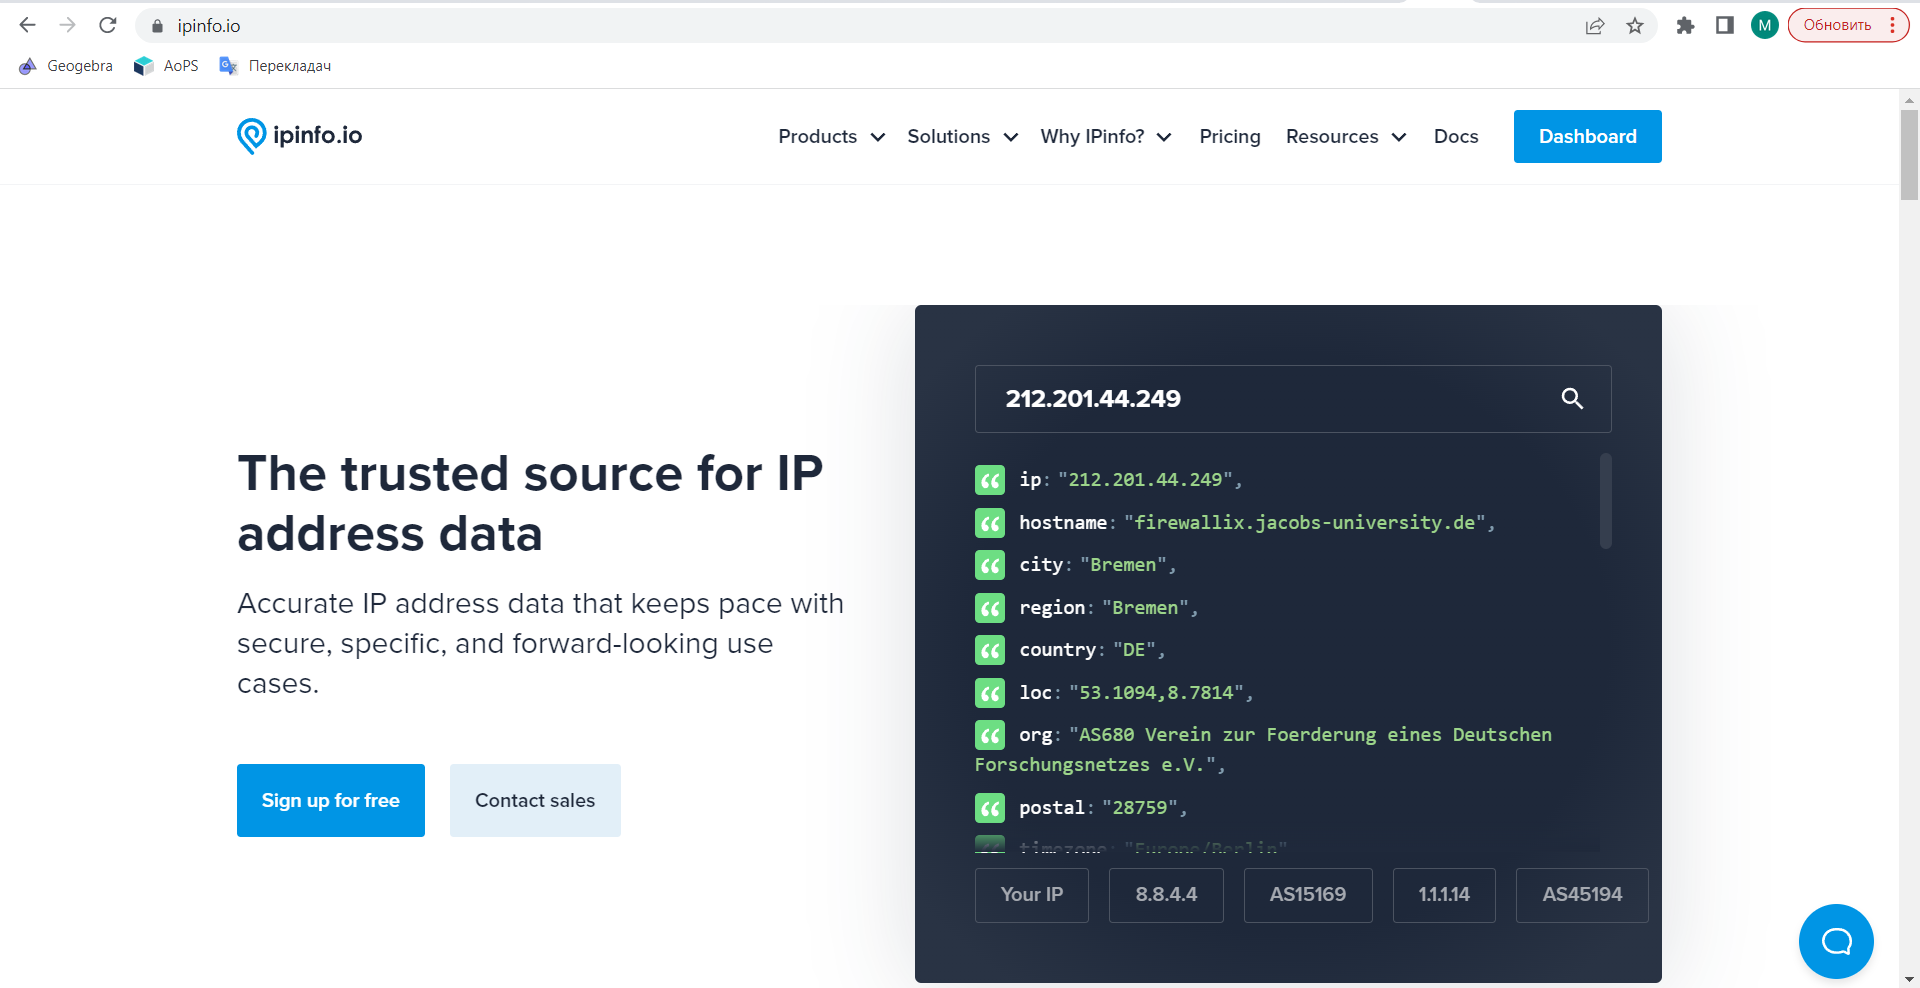 ipinfo.io
M
Обновить
Geogebra AoPS Перекладач
ipinfo.io
Products Solutions Why IPinfo? Pricing Resources Docs Dashboard
The trusted source for IP
address data
Accurate IP address data that keeps pace with
secure, specific, and forward-looking use
cases.
Sign up for free Contact sales
212.201.44.249
ip: "212.201.44.249",
hostname: "firewallix.jacobs-university.de",
city: "Bremen",
region: "Bremen",
country: "DE",
loc: "53.1094,8.7814",
org: "AS680 Verein zur Foerderung eines Deutschen
Forschungsnetzes e.V.",
postal: "28759",
timezone: "Europe/Berlin"
Your IP 8.8.4.4 AS15169 1.1.1.14 AS45194